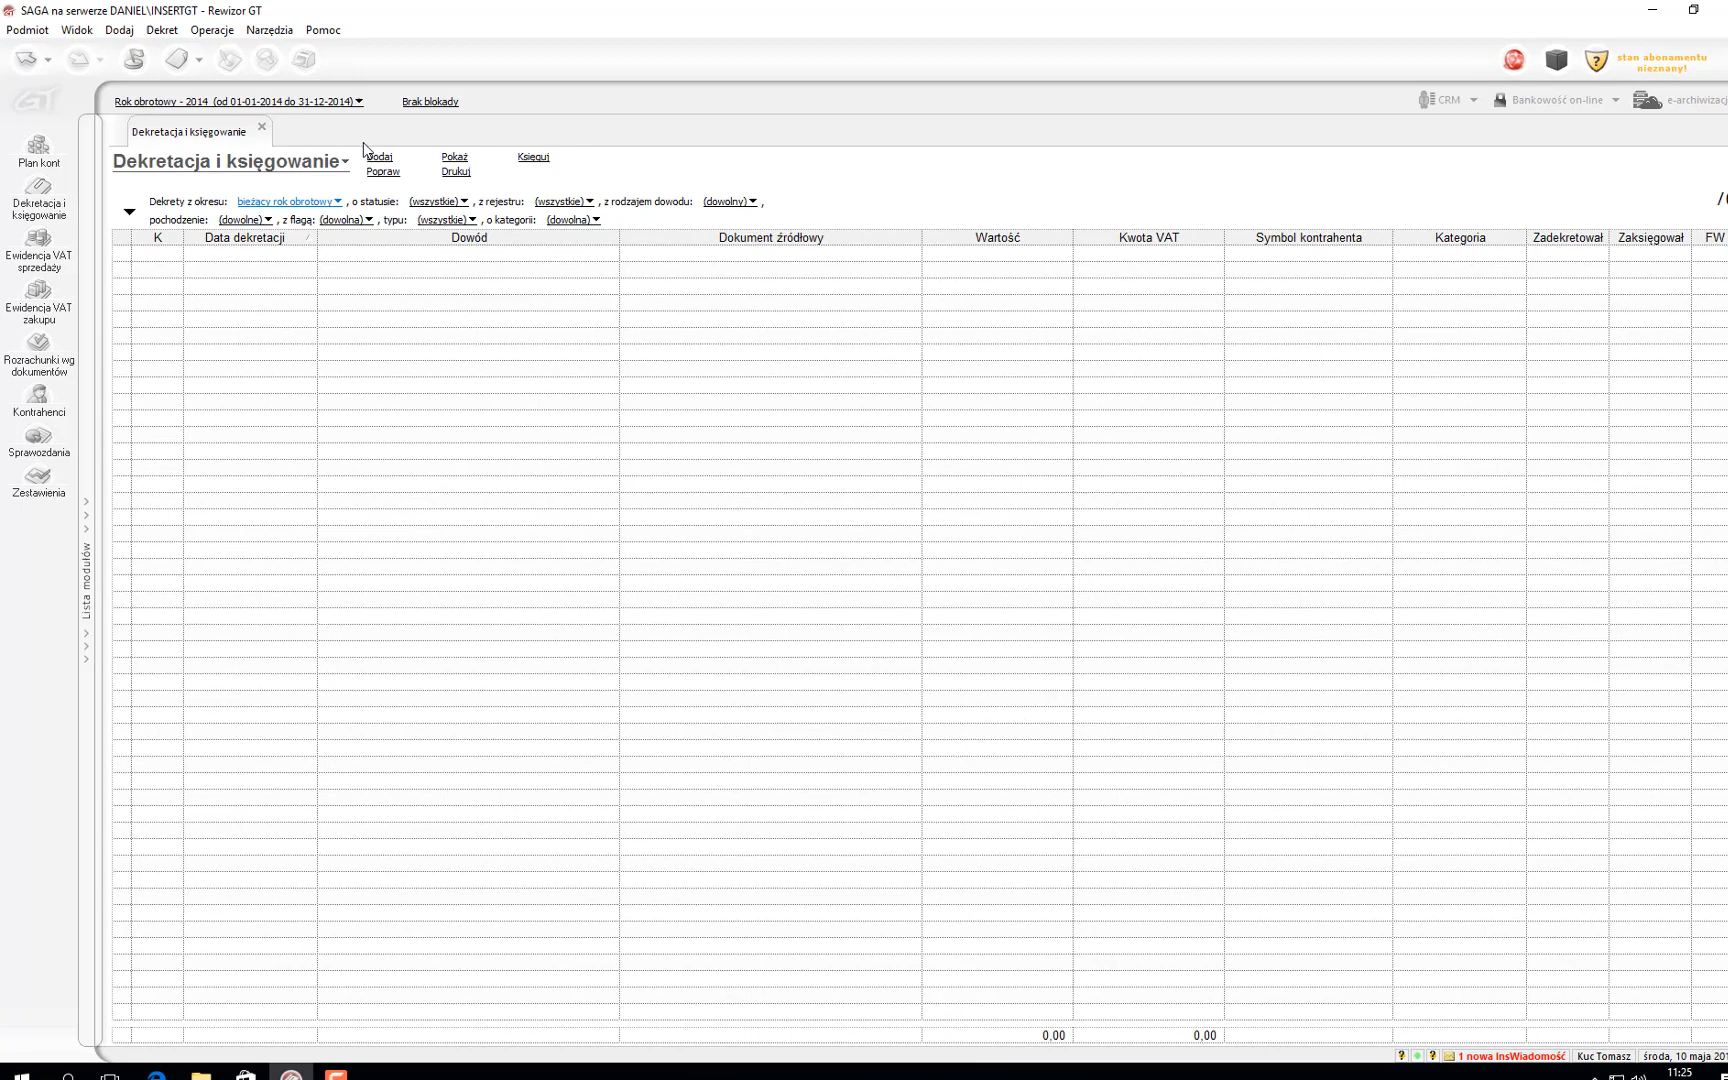 SAGA na serwerze DANIEL\INSERTGT - Rewizor GT
Podmiot Widok Dodaj Dekret Operacje Narzędzia Pomoc
stan abonamentu
nieznany!
GT
Rok obrotowy - 2014 (od 01-01-2014 do 31-12-2014) Brak blokady
CRM Bankowość on-line e-archiwizacj
Dekretacja i księgowanie
Dekretacja i księgowanie Dodaj Pokaż Księguj
Popraw Drukuj
Dekrety z okresu: bieżący rok obrotowy , o statusie: (wszystkie) , z rejestru: (wszystkie) , z rodzajem dowodu: (dowolny) ,
pochodzenie: (dowolne) , z flagą: (dowolna) , typu: (wszystkie) , o kategorii: (dowolna)
K Data dekretacji Dowód Dokument źródłowy Wartość Kwota VAT Symbol kontrahenta Kategoria Zadekretował Zaksięgował FW
Plan kont
Dekretacja i
księgowanie
Ewidencja VAT
sprzedaży
Ewidencja VAT
zakupu
Rozrachunki wg
dokumentów
Kontrahenci
Sprawozdania
Zestawienia
Lista modułów
0,00 0,00
1 nowa InsWiadomość Kuc Tomasz środa, 10 maja 201
11:25